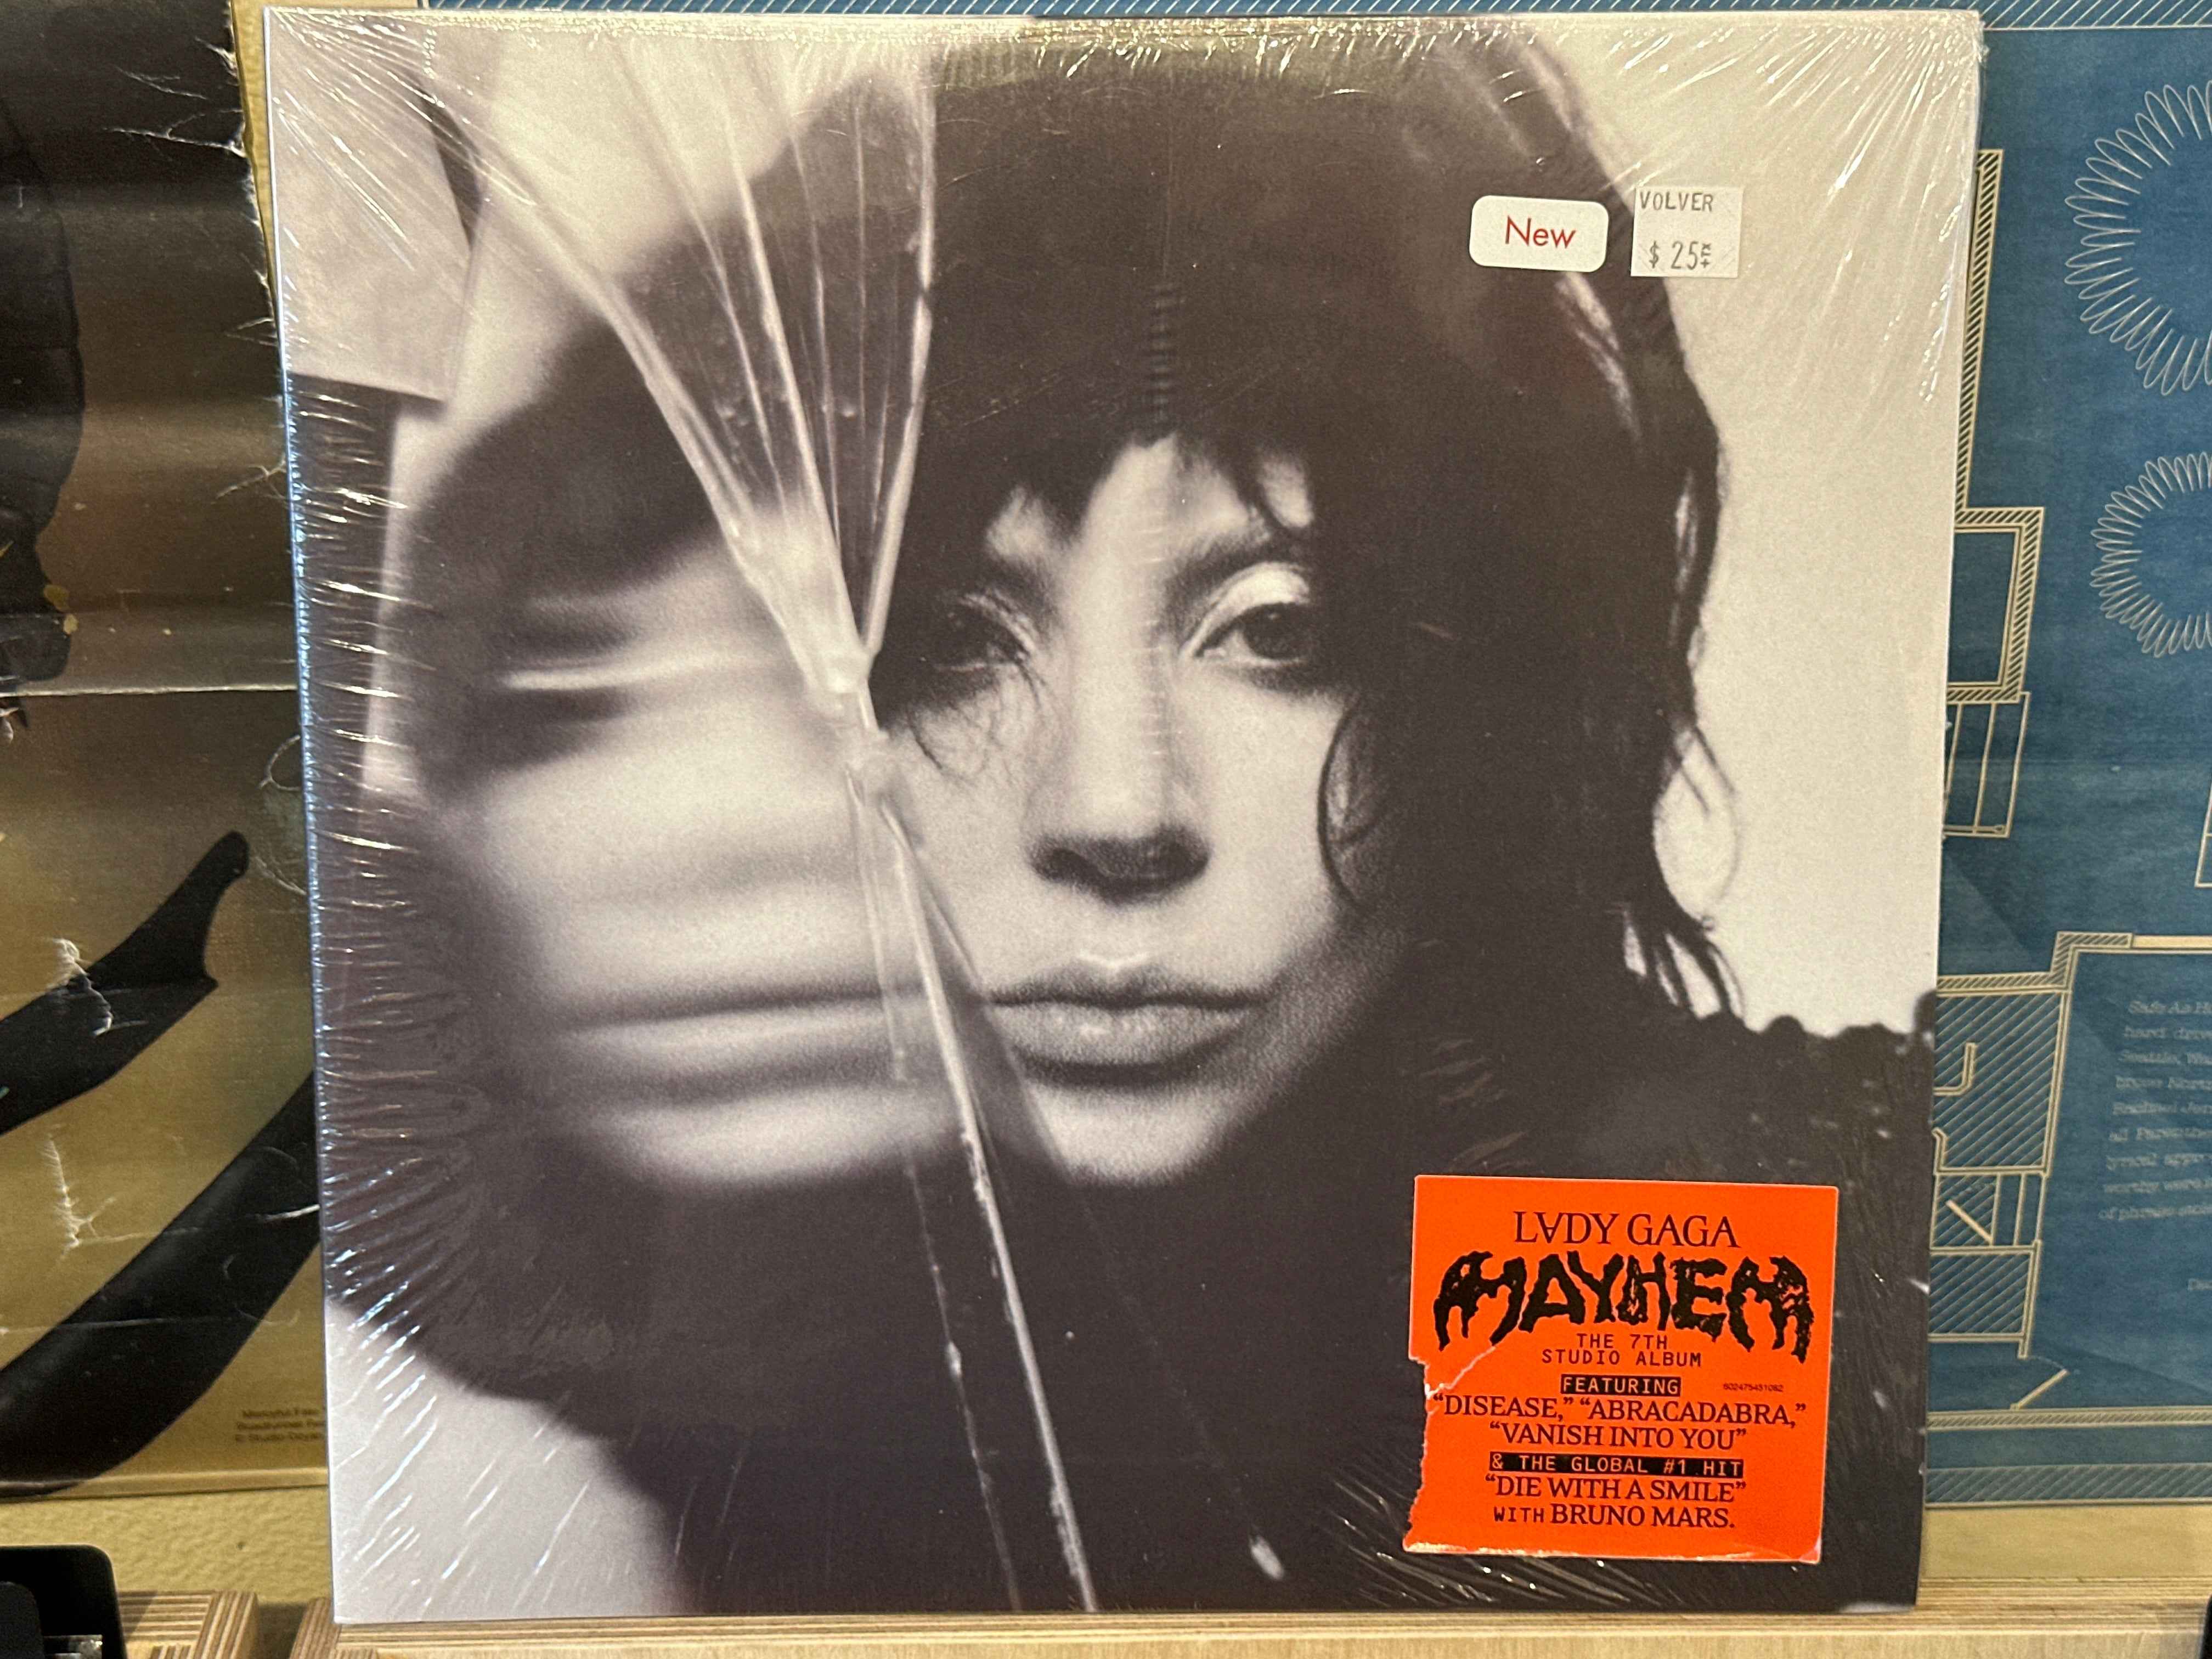 New
VOLVER
$ 25
LADY GAGA
MAYHEM
THE 7TH
STUDIO ALBUM
FEATURING
602475451062
"DISEASE," "ABRACADABRA,"
"VANISH INTO YOU"
& THE GLOBAL #1 HIT
"DIE WITH A SMILE"
WITH BRUNO MARS.